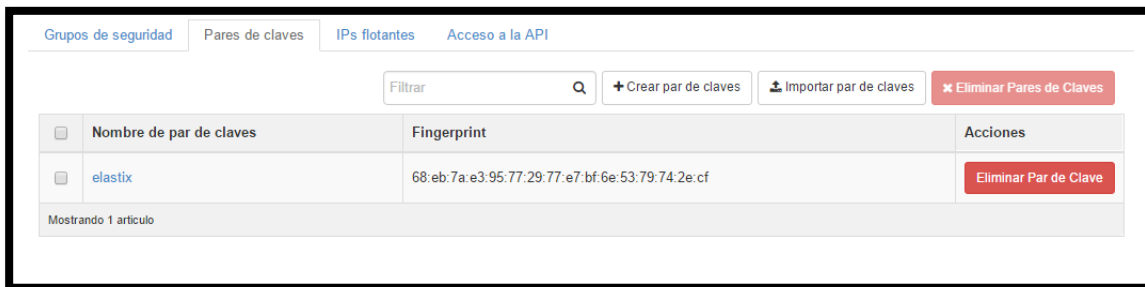 Grupos de seguridad Pares de claves IPs flotantes Acceso a la API
Filtrar + Crear par de claves Importar par de claves × Eliminar Pares de Claves
Nombre de par de claves Fingerprint Acciones
elastix 68:eb:7a:e3:95:77:29:77:e7:bf:6e:53:79:74:2e:cf Eliminar Par de Clave
Mostrando 1 articulo